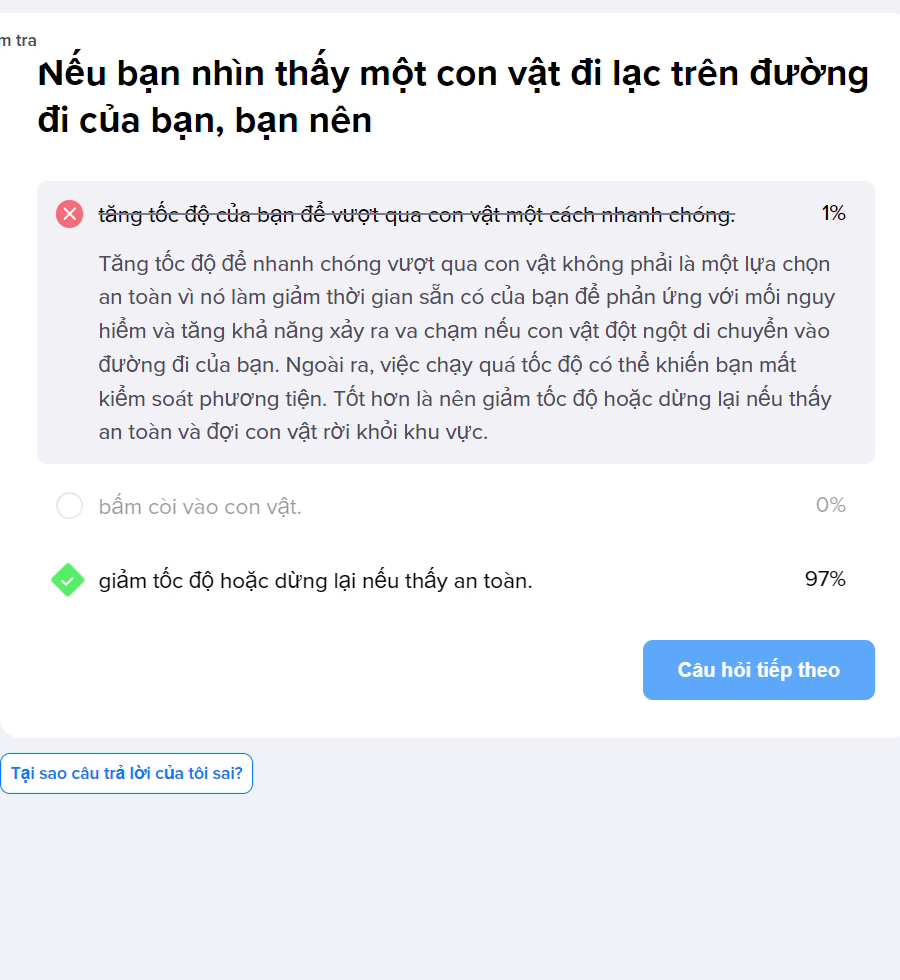 m tra
Nếu bạn nhìn thấy một con vật đi lạc trên đường
đi của bạn, bạn nên
tăng tốc độ của bạn để vượt qua con vật một cách nhanh chóng. 1%
Tăng tốc độ để nhanh chóng vượt qua con vật không phải là một lựa chọn
an toàn vì nó làm giảm thời gian sẵn có của bạn để phản ứng với mối nguy
hiểm và tăng khả năng xảy ra va chạm nếu con vật đột ngột di chuyển vào
đường đi của bạn. Ngoài ra, việc chạy quá tốc độ có thể khiến bạn mất
kiểm soát phương tiện. Tốt hơn là nên giảm tốc độ hoặc dừng lại nếu thấy
an toàn và đợi con vật rời khỏi khu vực.
bấm còi vào con vật. 0%
giảm tốc độ hoặc dừng lại nếu thấy an toàn. 97%
Câu hỏi tiếp theo
Tại sao câu trả lời của tôi sai?